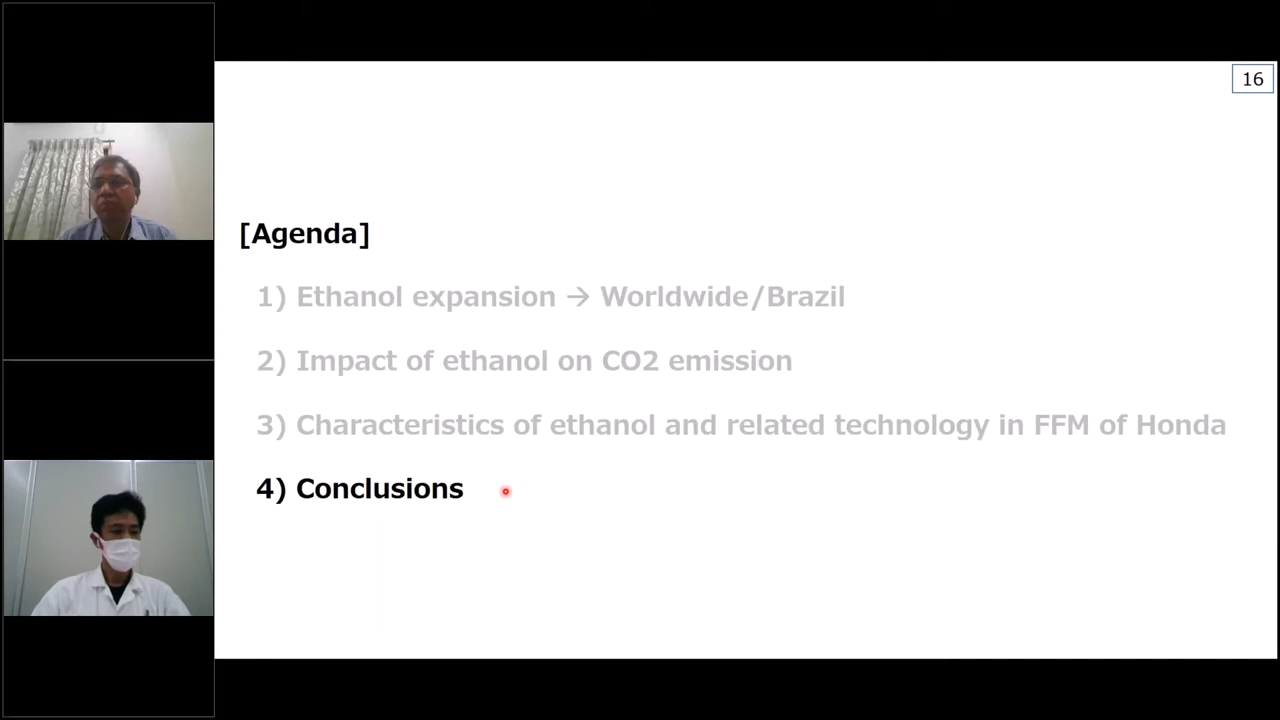 16
[Agenda]
1) Ethanol expansion → Worldwide/Brazil
2) Impact of ethanol on CO2 emission
3) Characteristics of ethanol and related technology in FFM of Honda
4) Conclusions